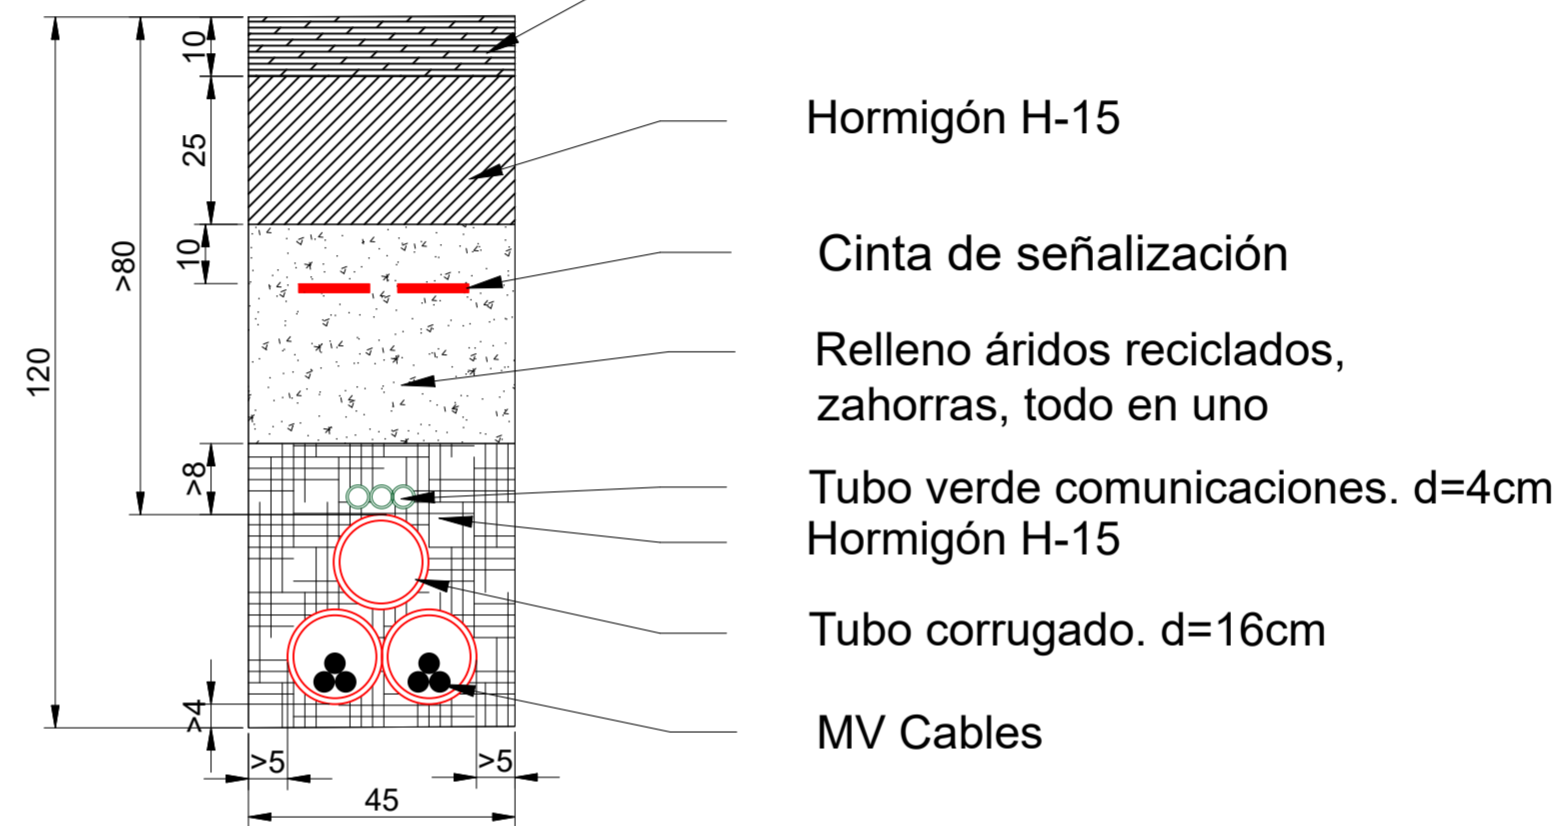 10
Hormigón H-15
25
10
Cinta de señalización
>80
120
Relleno áridos reciclados,
zahorras, todo en uno
>8
Tubo verde comunicaciones. d=4cm
Hormigón H-15
Tubo corrugado. d=16cm
>4
MV Cables
>5
>5
45